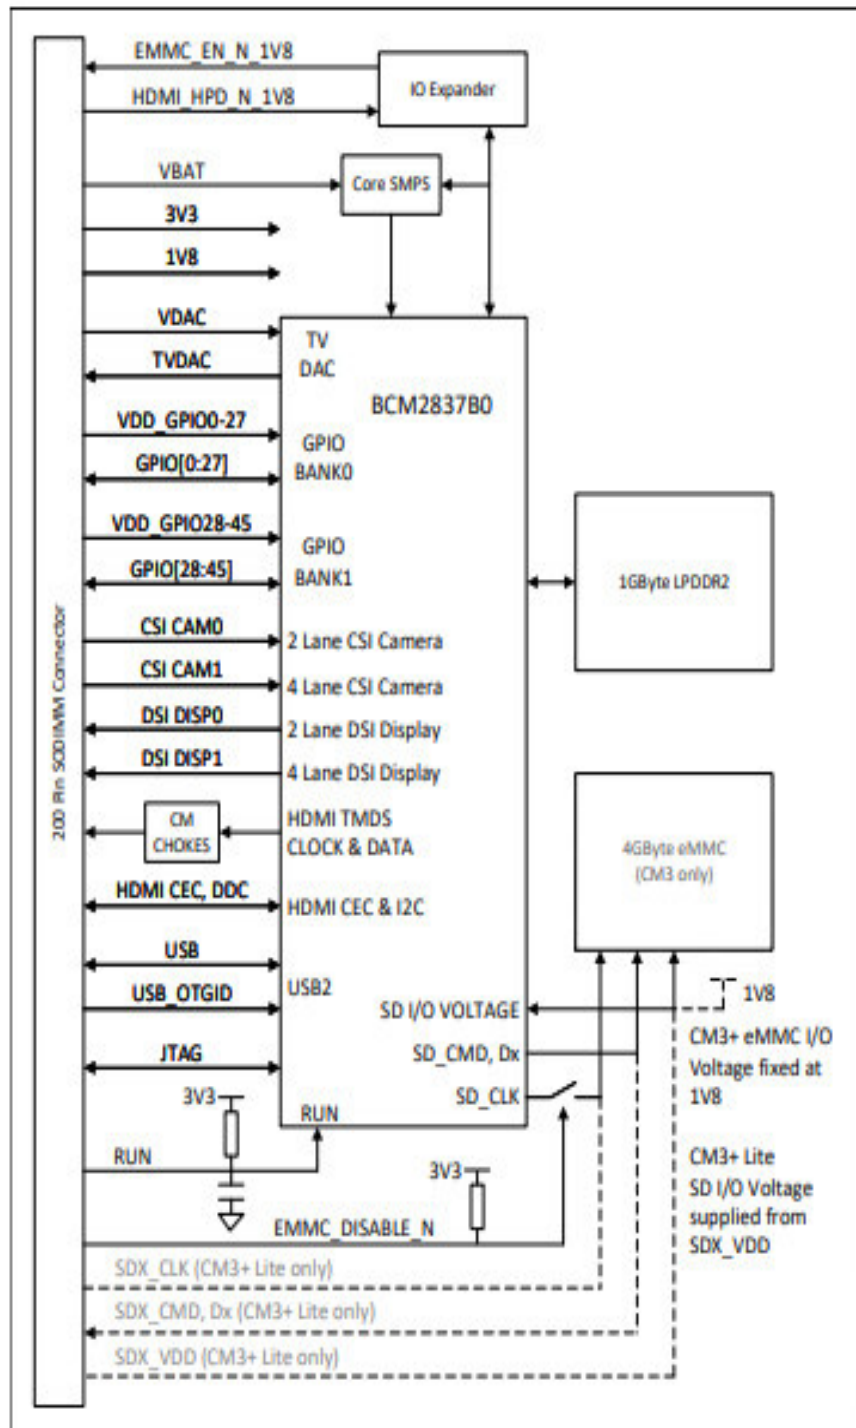 EMMC_EN_N_1V8
IO Expander
HDMI_HPD_N_1V8
VBAT
Core SMPS
3V3
1V8
VDAC
TV
TVDAC
DAC
BCM2837B0
VDD_GPIO0-27
GPIO
GPIO[0:27]
BANK0
VDD_GPIO28-45
GPIO
GPIO[28:45]
BANK1
1GByte LPDDR2
200 Pin SODIMM Connector
CSI CAM0
2 Lane CSI Camera
CSI CAM1
4 Lane CSI Camera
DSI DISP0
2 Lane DSI Display
DSI DISP1
4 Lane DSI Display
CM
CHOKES
HDMI TMDS
CLOCK & DATA
4GByte eMMC
(CM3 only)
HDMI CEC, DDC
HDMI CEC & I2C
USB
USB2
USB_OTGID
SD I/O VOLTAGE
1V8
JTAG
SD_CMD, Dx
CM3+ eMMC I/O
Voltage fixed at
1V8
SD_CLK
3V3
RUN
RUN
3V3
CM3+ Lite
SD I/O Voltage
supplied from
SDX_VDD
EMMC_DISABLE_N
SDX_CLK (CM3+ Lite only)
SDX_CMD, Dx (CM3+ Lite only)
SDX_VDD (CM3+ Lite only)